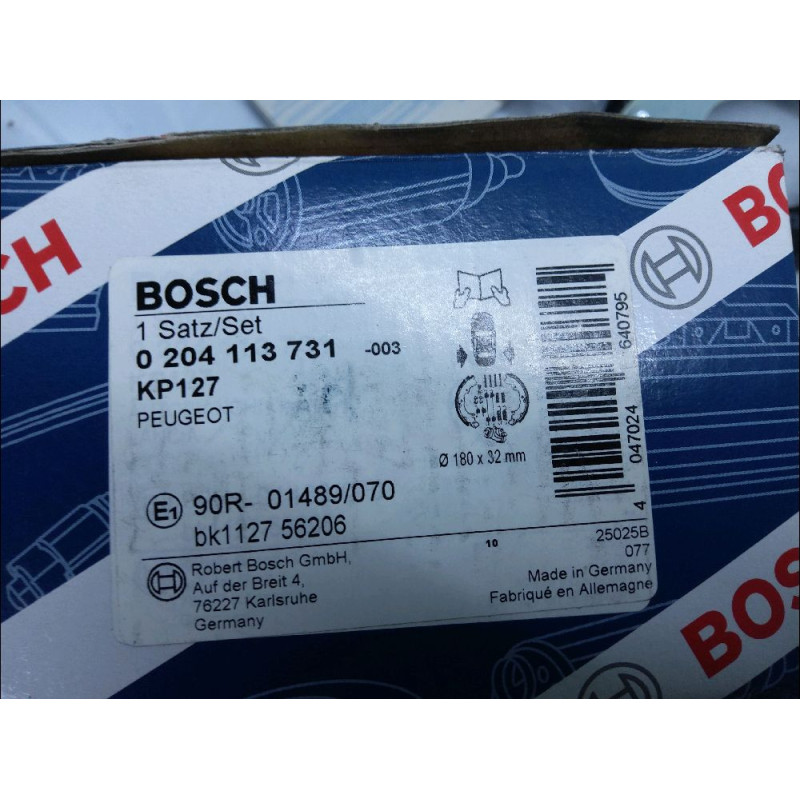 CH
BOSCH
1 Satz/Set
0 204 113 731 -003
KP127
PEUGEOT
Ø 180 x 32 mm
4 047024 640795
E1 90R- 01489/070
bk1127 56206
Robert Bosch GmbH,
Auf der Breit 4,
76227 Karlsruhe
Germany
10
25025B
077
Made in Germany
Fabriqué en Allemagne
B
BOS